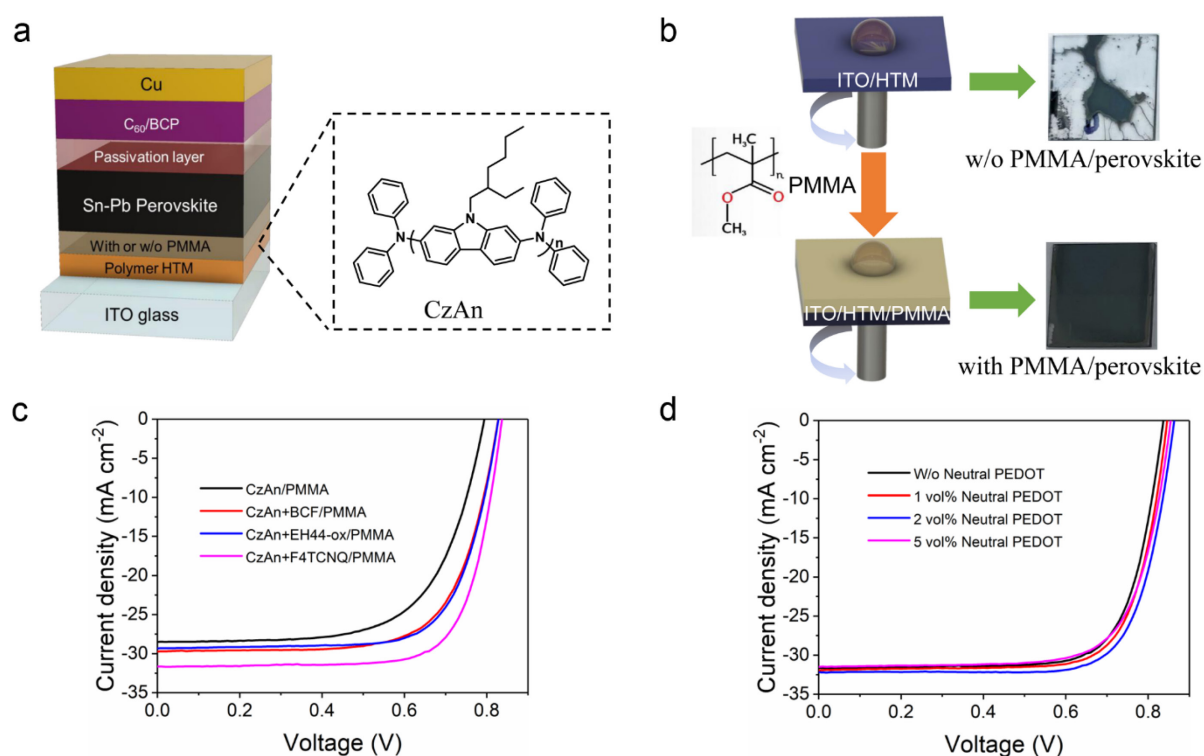 a
Cu
C₆₀/BCP
Passivation layer
Sn-Pb Perovskite
With or w/o PMMA
Polymer HTM
ITO glass
N
N
N
n
CzAn
b
ITO/HTM
w/o PMMA/perovskite
CH₃
n
PMMA
O
O
CH₃
ITO/HTM/PMMA
with PMMA/perovskite
c
0
-5
-10
-15
-20
-25
-30
-35
Current density (mA cm⁻²)
CzAn/PMMA
CzAn+BCF/PMMA
CzAn+EH44-ox/PMMA
CzAn+F4TCNQ/PMMA
0.0 0.2 0.4 0.6 0.8
Voltage (V)
d
0
-5
-10
-15
-20
-25
-30
-35
Current density (mA cm⁻²)
W/o Neutral PEDOT
1 vol% Neutral PEDOT
2 vol% Neutral PEDOT
5 vol% Neutral PEDOT
0.0 0.2 0.4 0.6 0.8
Voltage (V)